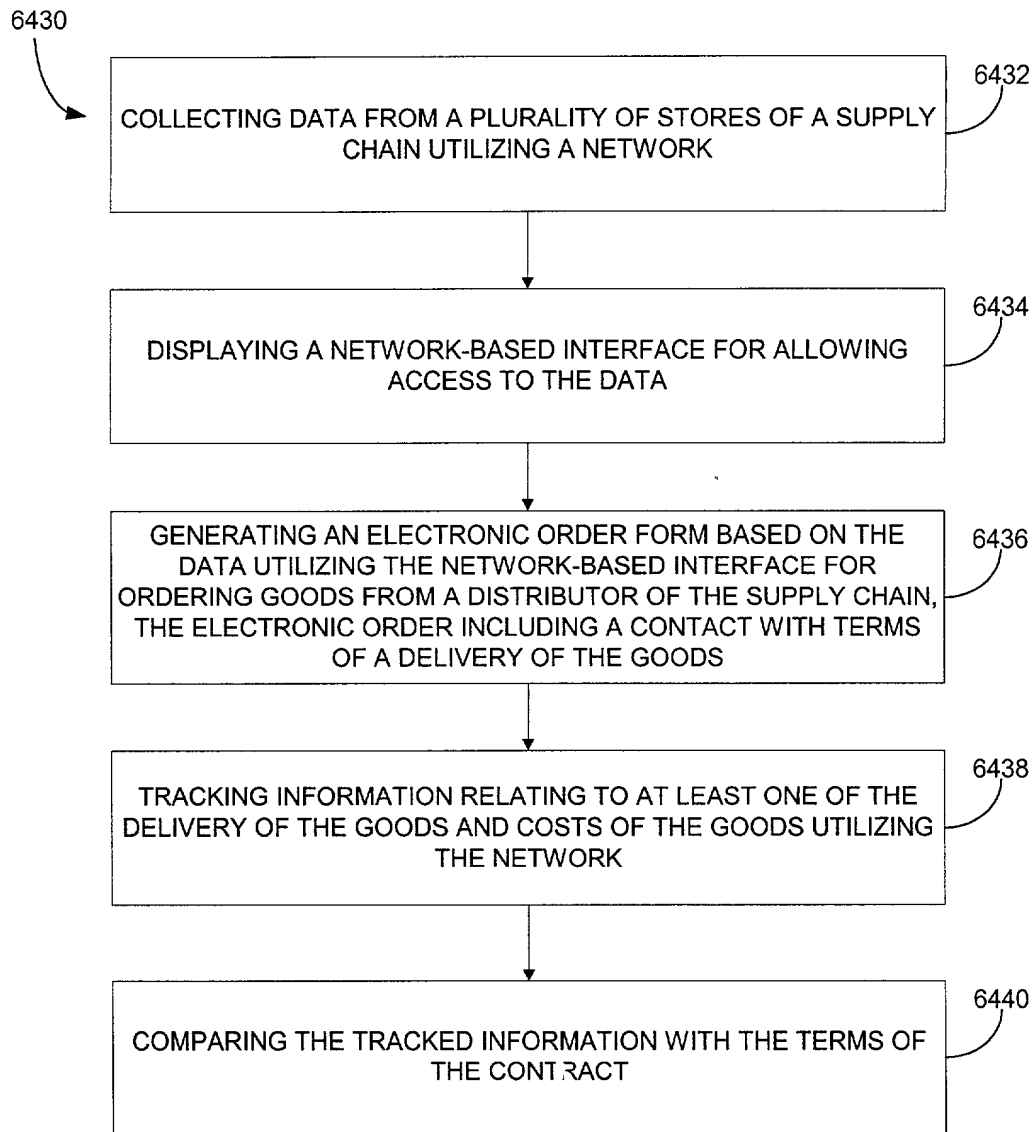 6430
6432
COLLECTING DATA FROM A PLURALITY OF STORES OF A SUPPLY
CHAIN UTILIZING A NETWORK
6434
DISPLAYING A NETWORK-BASED INTERFACE FOR ALLOWING
ACCESS TO THE DATA
6436
GENERATING AN ELECTRONIC ORDER FORM BASED ON THE
DATA UTILIZING THE NETWORK-BASED INTERFACE FOR
ORDERING GOODS FROM A DISTRIBUTOR OF THE SUPPLY CHAIN,
THE ELECTRONIC ORDER INCLUDING A CONTACT WITH TERMS
OF A DELIVERY OF THE GOODS
6438
TRACKING INFORMATION RELATING TO AT LEAST ONE OF THE
DELIVERY OF THE GOODS AND COSTS OF THE GOODS UTILIZING
THE NETWORK
6440
COMPARING THE TRACKED INFORMATION WITH THE TERMS OF
THE CONTRACT